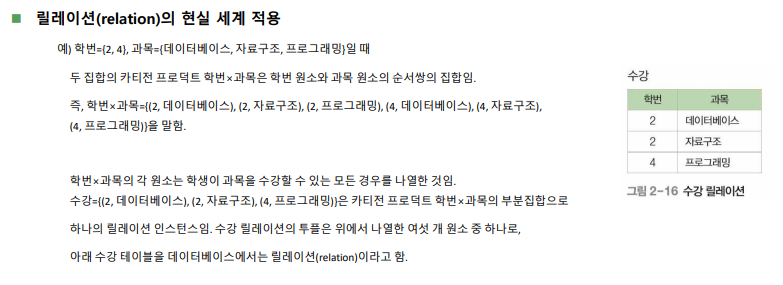 릴레이션(relation)의 현실 세계 적용
예) 학번={2, 4}, 과목={데이터베이스, 자료구조, 프로그래밍}일 때
두 집합의 카티전 프로덕트 학번×과목은 학번 원소와 과목 원소의 순서쌍의 집합임.
즉, 학번×과목={(2, 데이터베이스), (2, 자료구조), (2, 프로그래밍), (4, 데이터베이스), (4, 자료구조),
(4, 프로그래밍)}을 말함.
학번×과목의 각 원소는 학생이 과목을 수강할 수 있는 모든 경우를 나열한 것임.
수강={(2, 데이터베이스), (2, 자료구조), (4, 프로그래밍)}은 카티전 프로덕트 학번×과목의 부분집합으로
하나의 릴레이션 인스턴스임. 수강 릴레이션의 투플은 위에서 나열한 여섯 개 원소 중 하나로,
아래 수강 테이블을 데이터베이스에서는 릴레이션(relation)이라고 함.
수강
학번 과목
2 데이터베이스
2 자료구조
4 프로그래밍
그림 2-16 수강 릴레이션